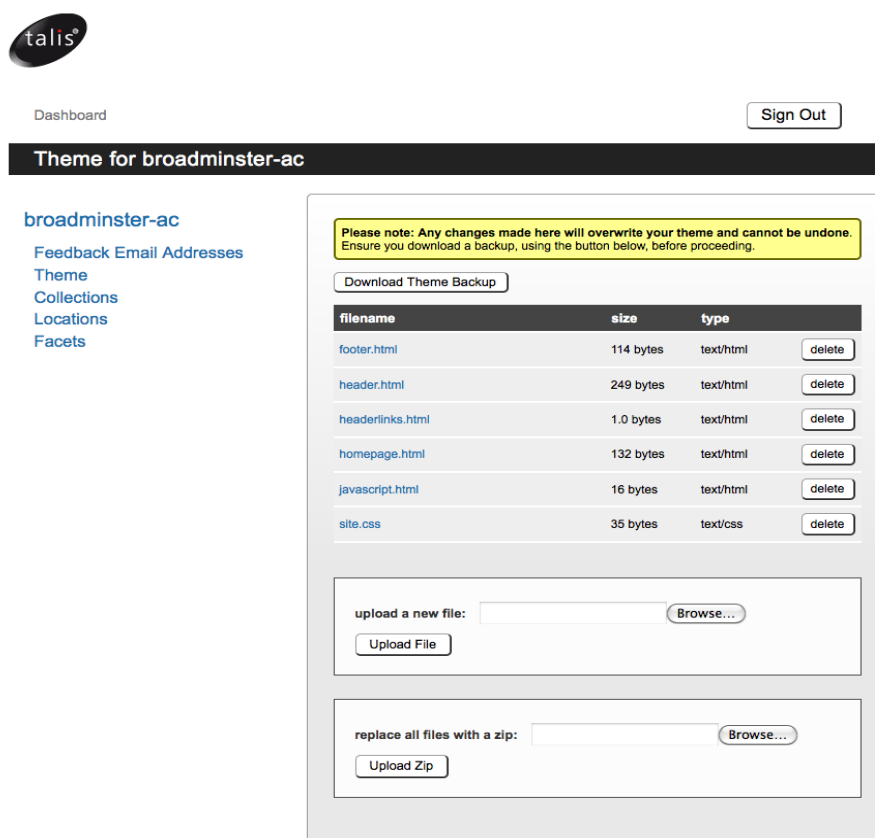 talis®
Dashboard
Sign Out
Theme for broadminster-ac
broadminster-ac
Feedback Email Addresses
Theme
Collections
Locations
Facets
Please note: Any changes made here will overwrite your theme and cannot be undone.
Ensure you download a backup, using the button below, before proceeding.
Download Theme Backup
filename size type
footer.html 114 bytes text/html delete
header.html 249 bytes text/html delete
headerlinks.html 1.0 bytes text/html delete
homepage.html 132 bytes text/html delete
javascript.html 16 bytes text/html delete
site.css 35 bytes text/css delete
upload a new file: Browse...
Upload File
replace all files with a zip: Browse...
Upload Zip